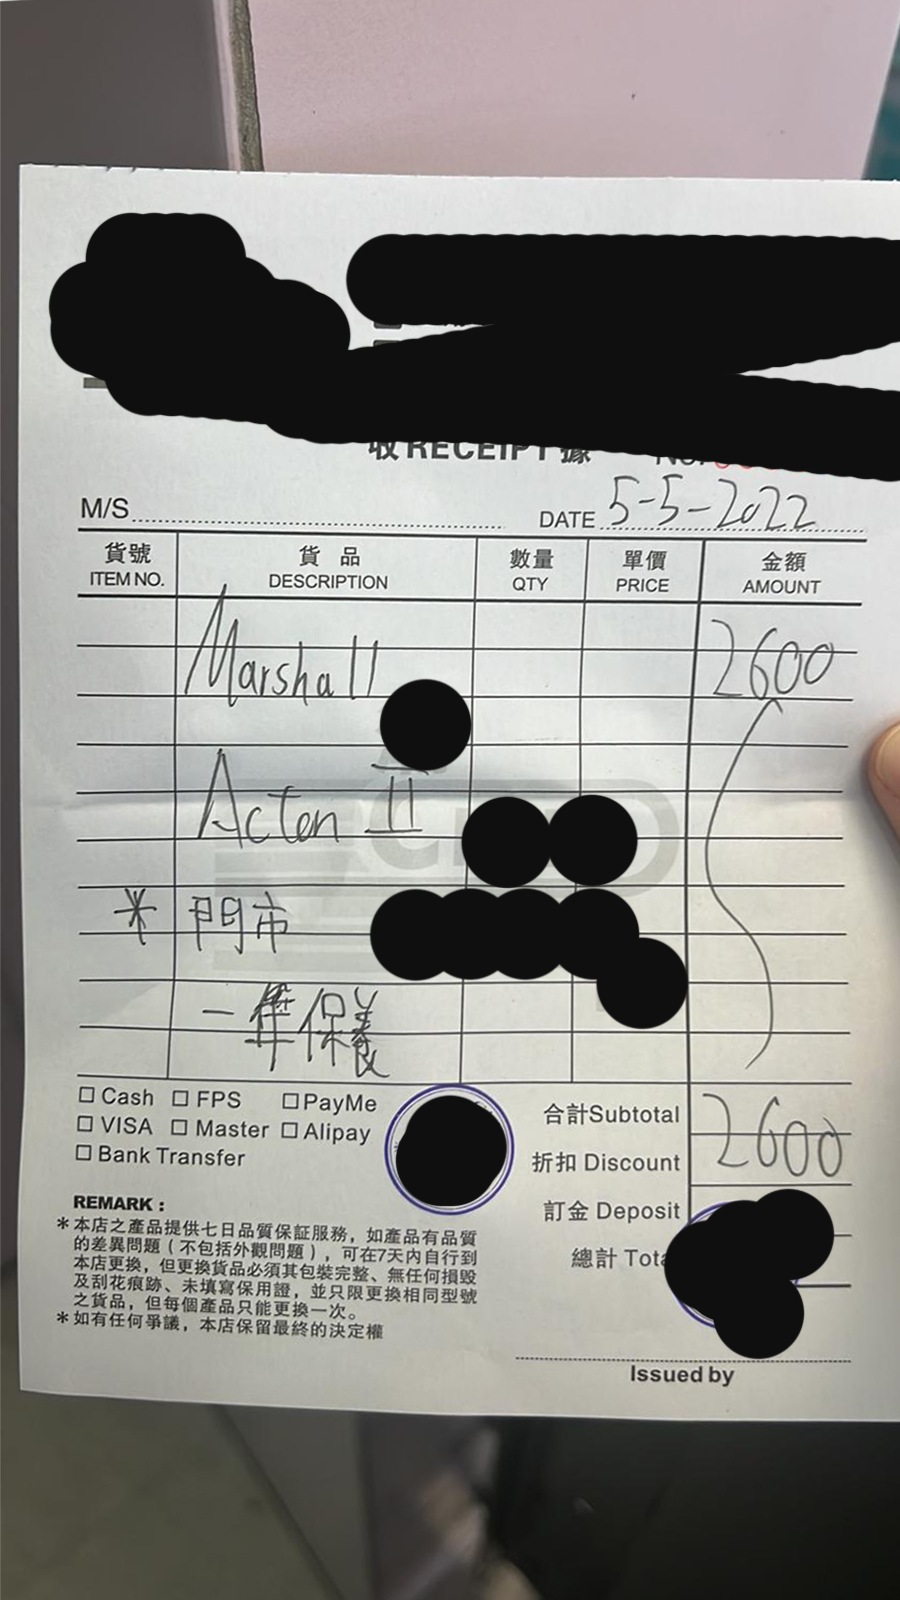 收 RECEIPT 據 No.
M/S
DATE 5-5-2022
貨號 貨品 數量 單價 金額
ITEM NO. DESCRIPTION QTY PRICE AMOUNT
Marshall 2600
Acton II
* 門市
一年保養
Cash FPS PayMe
VISA Master Alipay
Bank Transfer
合計Subtotal 2600
折扣 Discount
訂金 Deposit
總計 Tota
REMARK :
*本店之產品提供七日品質保証服務，如產品有品質
的差異問題（不包括外觀問題），可在7天內自行到
本店更換，但更換貨品必須其包裝完整、無任何損毀
及刮花痕跡、未填寫保用證，並只限更換相同型號
之貨品，但每個產品只能更換一次。
*如有任何爭議，本店保留最終的決定權
Issued by